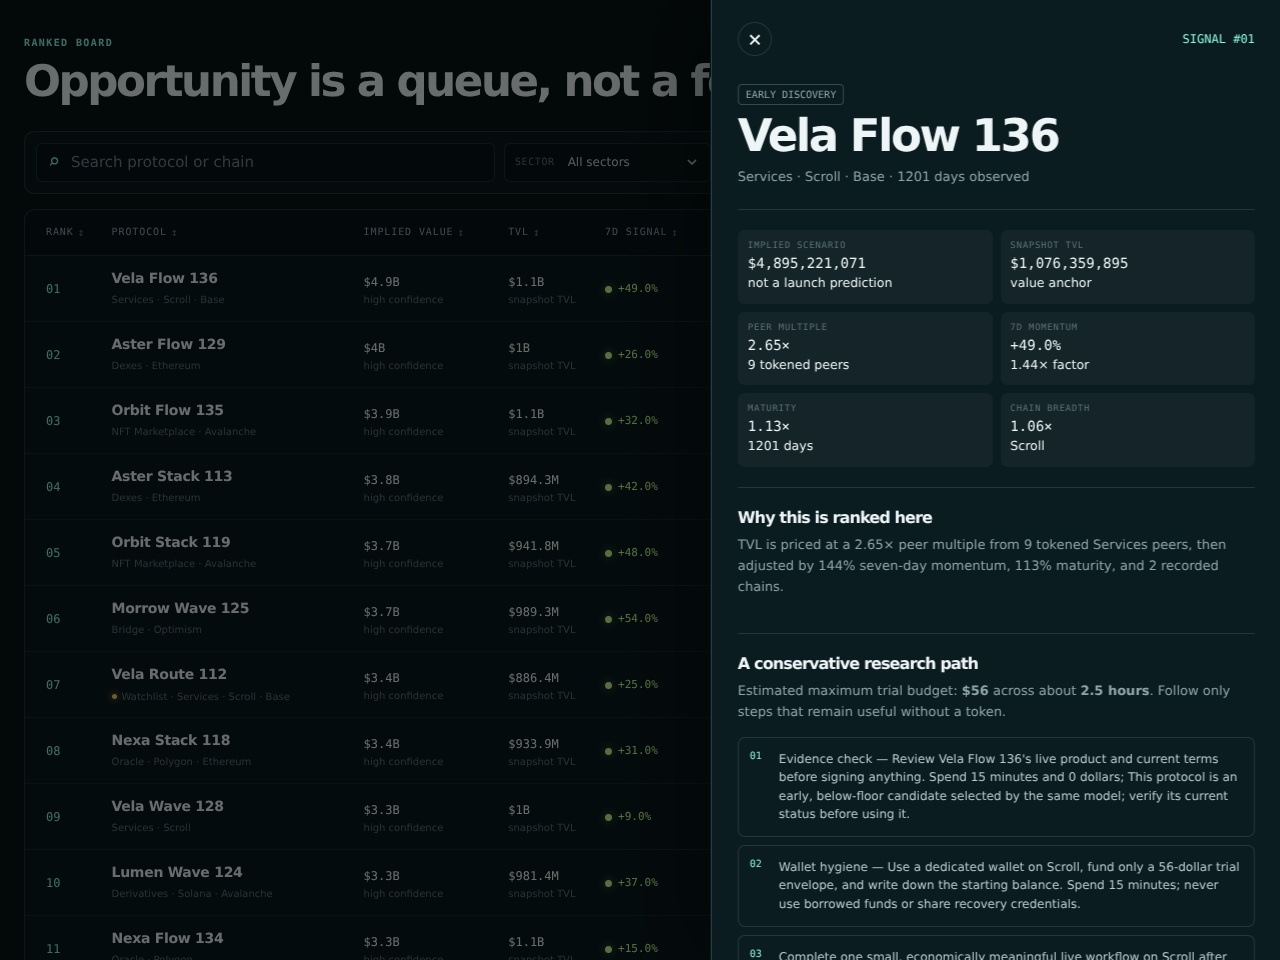 RANKED BOARD
Opportunity is a queue, not a
Search protocol or chain
SECTOR All sectors
RANK ↕ PROTOCOL ↕ IMPLIED VALUE ↕ TVL ↕ 7D SIGNAL ↕
01 Vela Flow 136 $4.9B $1.1B +49.0%
Services · Scroll · Base high confidence snapshot TVL
02 Aster Flow 129 $4B $1B +26.0%
Dexes · Ethereum high confidence snapshot TVL
03 Orbit Flow 135 $3.9B $1.1B +32.0%
NFT Marketplace · Avalanche high confidence snapshot TVL
04 Aster Stack 113 $3.8B $894.3M +42.0%
Dexes · Ethereum high confidence snapshot TVL
05 Orbit Stack 119 $3.7B $941.8M +48.0%
NFT Marketplace · Avalanche high confidence snapshot TVL
06 Morrow Wave 125 $3.7B $989.3M +54.0%
Bridge · Optimism high confidence snapshot TVL
07 Vela Route 112 $3.4B $886.4M +25.0%
Watchlist · Services · Scroll · Base high confidence snapshot TVL
08 Nexa Stack 118 $3.4B $933.9M +31.0%
Oracle · Polygon · Ethereum high confidence snapshot TVL
09 Vela Wave 128 $3.3B $1B +9.0%
Services · Scroll high confidence snapshot TVL
10 Lumen Wave 124 $3.3B $981.4M +37.0%
Derivatives · Solana · Avalanche high confidence snapshot TVL
11 Nexa Flow 134 $3.3B $1.1B +15.0%
Oracle · Polygon high confidence snapshot TVL
SIGNAL #01
EARLY DISCOVERY
Vela Flow 136
Services · Scroll · Base · 1201 days observed
IMPLIED SCENARIO
$4,895,221,071
not a launch prediction
SNAPSHOT TVL
$1,076,359,895
value anchor
PEER MULTIPLE
2.65×
9 tokened peers
7D MOMENTUM
+49.0%
1.44× factor
MATURITY
1.13×
1201 days
CHAIN BREADTH
1.06×
Scroll
Why this is ranked here
TVL is priced at a 2.65× peer multiple from 9 tokened Services peers, then
adjusted by 144% seven-day momentum, 113% maturity, and 2 recorded
chains.
A conservative research path
Estimated maximum trial budget: $56 across about 2.5 hours. Follow only
steps that remain useful without a token.
01 Evidence check — Review Vela Flow 136's live product and current terms
before signing anything. Spend 15 minutes and 0 dollars; This protocol is an
early, below-floor candidate selected by the same model; verify its current
status before using it.
02 Wallet hygiene — Use a dedicated wallet on Scroll, fund only a 56-dollar trial
envelope, and write down the starting balance. Spend 15 minutes; never
use borrowed funds or share recovery credentials.
03 Complete one small, economically meaningful live workflow on Scroll after